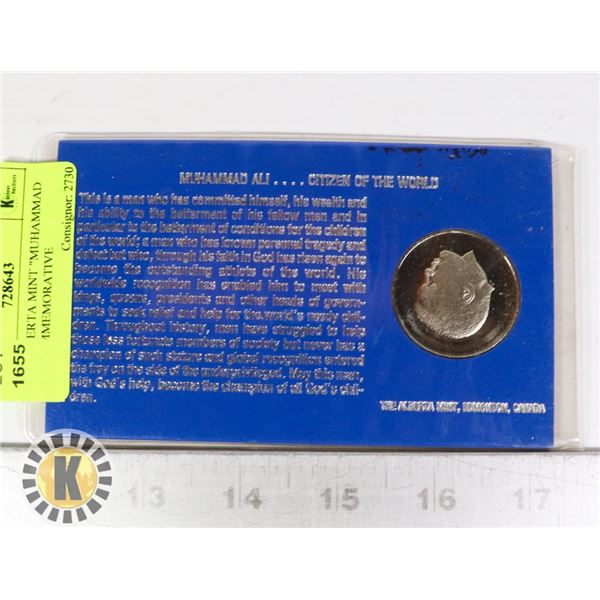 MUHAMMAD ALI . . . . CITIZEN OF THE WORLD
This is a man who has committed himself, his wealth and
his ability to the betterment of his fellow men and in
particular to the betterment of conditions for the children
of the world; a man who has known personal tragedy and
defeat but who, through his faith in God has risen again to
become the outstanding athlete of the world. His
worldwide recognition has enabled him to meet with
kings, queens, presidents and other heads of govern-
ments to seek relief and help for the world's needy chil-
dren. Throughout history, men have struggled to help
those less fortunate members of society but never has a
champion of such stature and global recognition entered
the fray on the side of the underprivileged. May this man,
with God's help, become the champion of all God's chil-
dren.
THE ALBERTA MINT, EDMONTON, CANADA
1655
728643
ERTA MINT "MUHAMMAD
MMEMORATIVE
Consignor: 2730
K
13 14 15 16 17